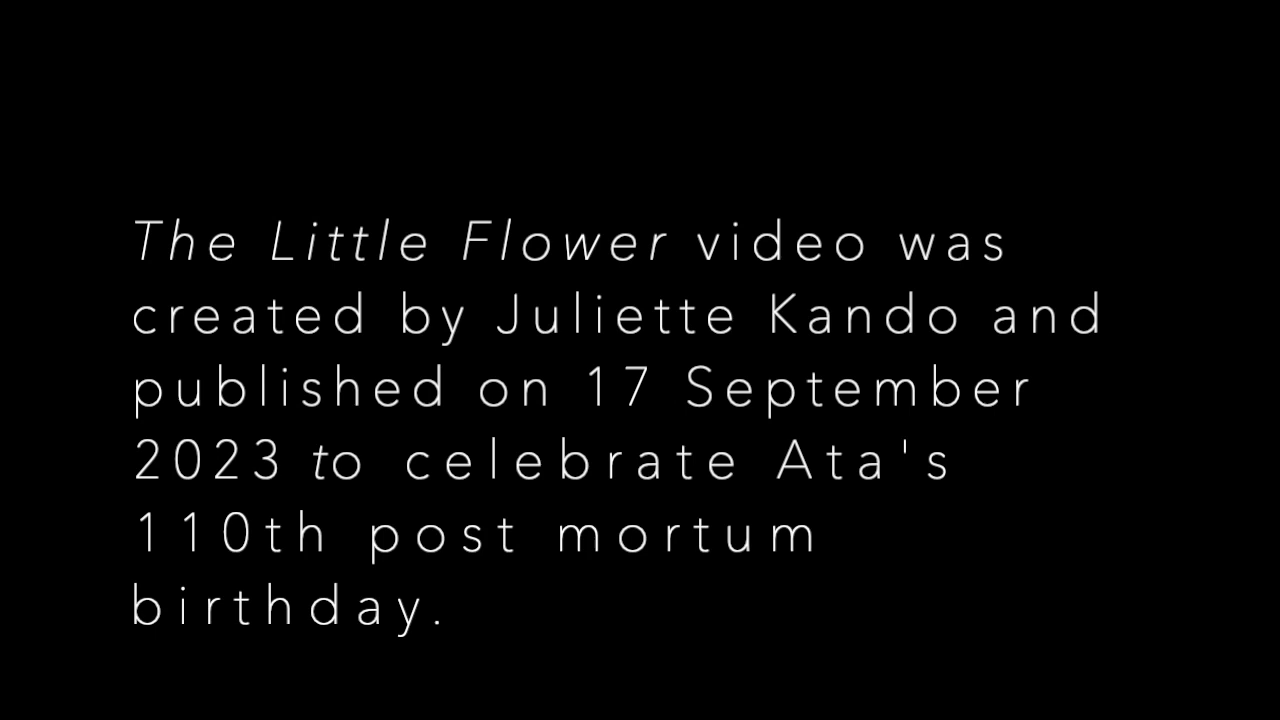 The Little Flower video was
created by Juliette Kando and
published on 17 September
2023 to celebrate Ata's
110th post mortum
birthday.